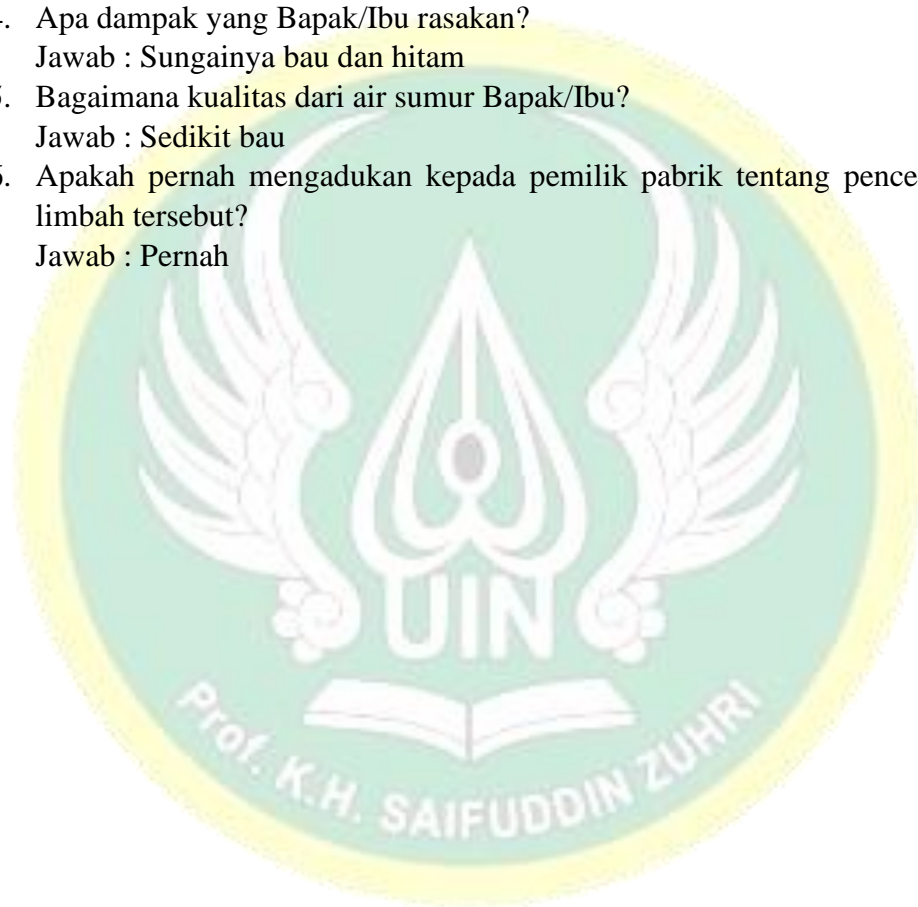 . Apa dampak yang Bapak/Ibu rasakan?
Jawab : Sungainya bau dan hitam
. Bagaimana kualitas dari air sumur Bapak/Ibu?
Jawab : Sedikit bau
. Apakah pernah mengadukan kepada pemilik pabrik tentang pence
limbah tersebut?
Jawab : Pernah
UIN
Prof. K.H. SAIFUDDIN ZUHRI